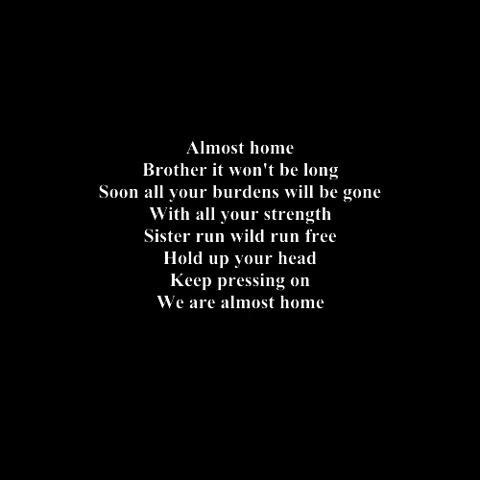 Almost home
Brother it won't be long
Soon all your burdens will be gone
With all your strength
Sister run wild run free
Hold up your head
Keep pressing on
We are almost home